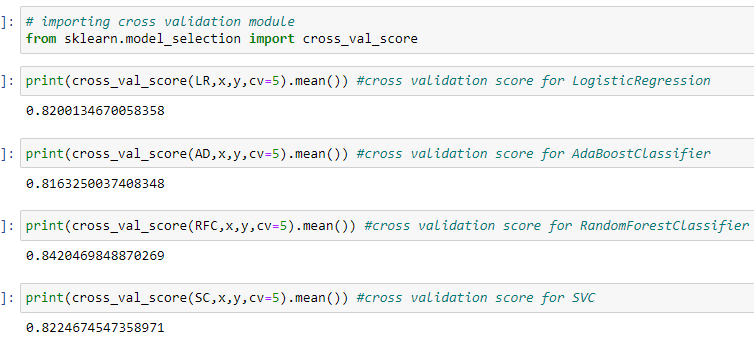 ]: # importing cross validation module
from sklearn.model_selection import cross_val_score
]: print(cross_val_score(LR,x,y,cv=5).mean()) #cross validation score for LogisticRegression
0.8200134670058358
]: print(cross_val_score(AD,x,y,cv=5).mean()) #cross validation score for AdaBoostClassifier
0.8163250037408348
]: print(cross_val_score(RFC,x,y,cv=5).mean()) #cross validation score for RandomForestClassifier
0.8420469848870269
]: print(cross_val_score(SC,x,y,cv=5).mean()) #cross validation score for SVC
0.8224674547358971